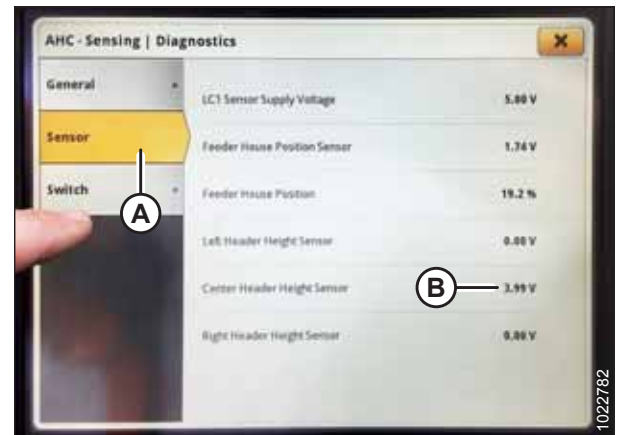 AHC - Sensing | Diagnostics
General
Sensor
Switch
LC1 Sensor Supply Voltage 5.00 V
Feeder House Position Sensor 1.74 V
Feeder House Position 19.2 %
Left Header Height Sensor 0.00 V
Center Header Height Sensor 3.99 V
Right Header Height Sensor 0.00 V
A
B
1022782